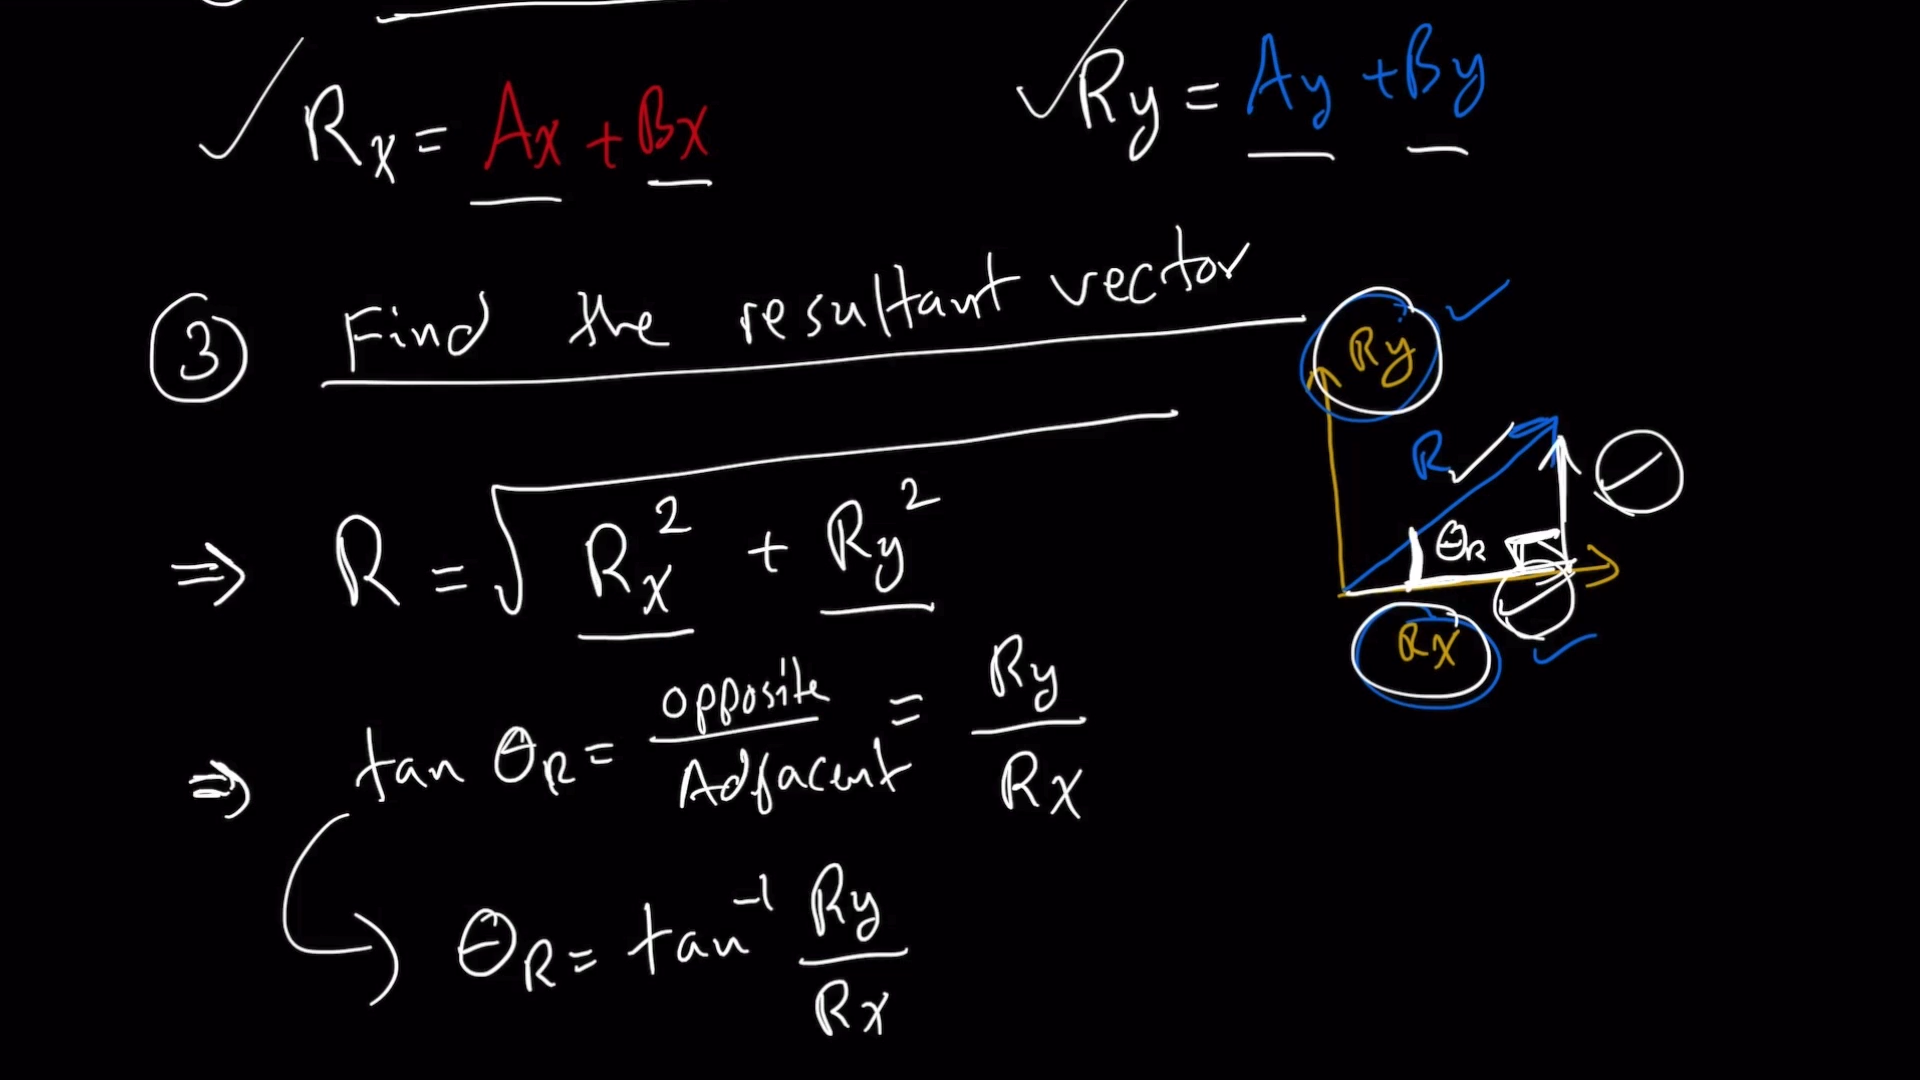 Rx = Ax + Bx
Ry = Ay + By
③ Find the resultant vector
⇒ R = √(Rx² + Ry²)
⇒ tan θR = opposite/Adjacent = Ry/Rx
θR = tan⁻¹ Ry/Rx
Ry
R
θR
Rx